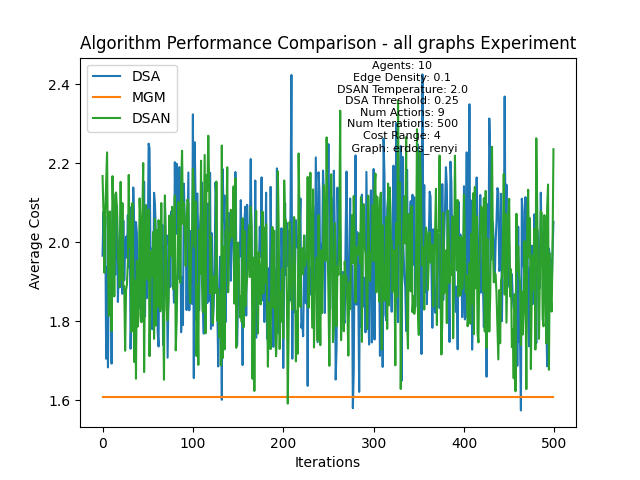 Algorithm Performance Comparison - all graphs Experiment
Agents: 10
Edge Density: 0.1
DSAN Temperature: 2.0
DSA Threshold: 0.25
Num Actions: 9
Num Iterations: 500
Cost Range: 4
Graph: erdos_renyi
DSA
MGM
DSAN
Average Cost
2.4
2.2
2.0
1.8
1.6
0
100
200
300
400
500
Iterations